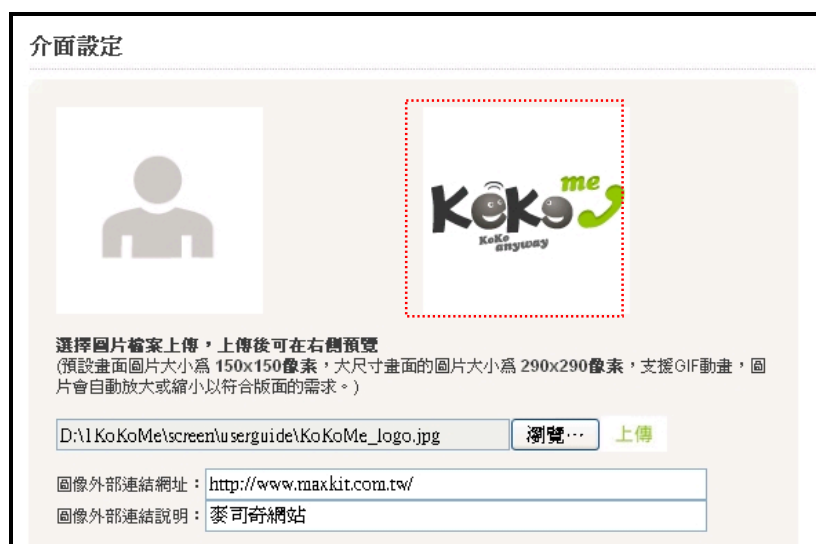 介面設定
KoKo me
KoKo
anyway
選擇圖片檔案上傳，上傳後可在右側預覽
(預設畫面圖片大小為 150x150像素，大尺寸畫面的圖片大小為 290x290像素，支援GIF動畫，圖
片會自動放大或縮小以符合版面的需求。)
D:\1KoKoMe\screen\userguide\KoKoMe_logo.jpg 瀏覽… 上傳
圖像外部連結網址：http://www.maxkit.com.tw/
圖像外部連結說明：麥司奇網站